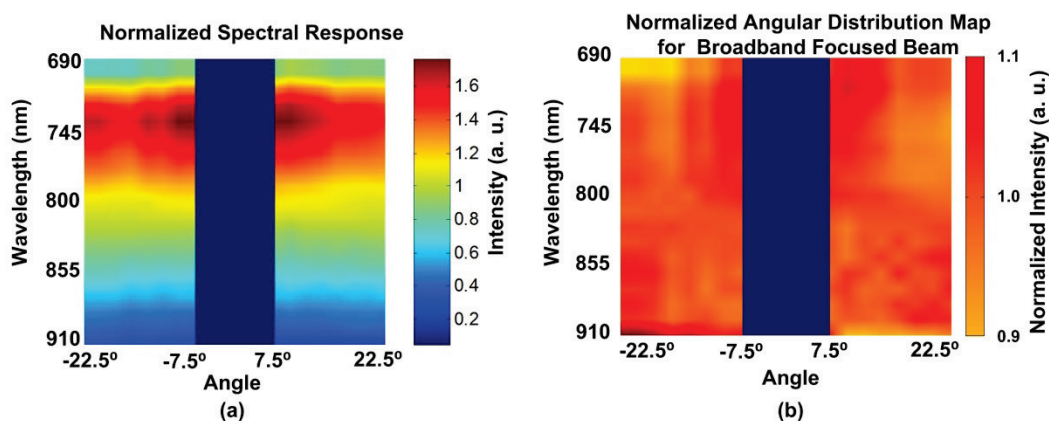 Normalized Spectral Response
690
745
800
855
910
Wavelength (nm)
-22.5º
-7.5º
7.5º
22.5º
Angle
1.6
1.4
1.2
1
0.8
0.6
0.4
0.2
Intensity (a. u.)
(a)
Normalized Angular Distribution Map
for Broadband Focused Beam
690
745
800
855
910
Wavelength (nm)
-22.5º
-7.5º
7.5º
22.5º
Angle
1.1
1.0
0.9
Normalized Intensity (a. u.)
(b)